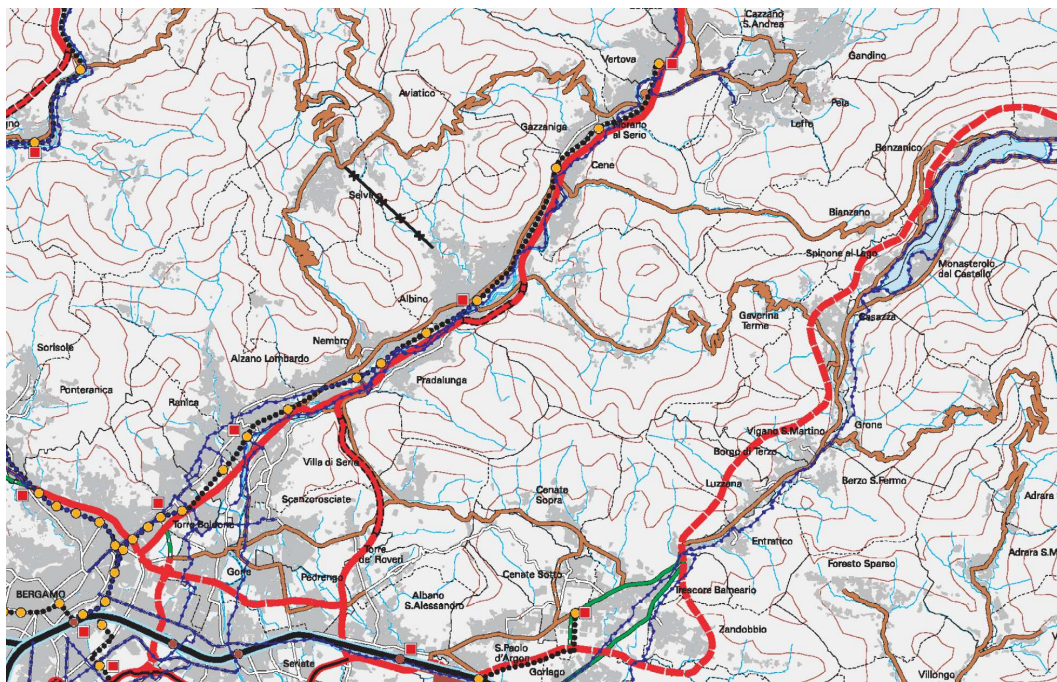 Cazzano
S.Andrea
Gandino
Vertova
Aviatico
Peia
Leffe
Gazzaniga
Fiorano
al Serio
Cene
Ranzanico
Selvino
Bianzano
Spinone al Lago
Monasterolo
del Castello
Albino
Gaverina
Terme
Casazza
Nembro
Sorisole
Alzano Lombardo
Pradalunga
Ponteranica
Ranica
Vigano S.Martino
Grone
Borgo di Terzo
Villa di Serio
Luzzana
Berzo S.Fermo
Scanzorosciate
Cenate
Sopra
Adrara
Torre Boldone
Entratico
Adrara S.M
Torre
de' Roveri
Foresto Sparso
Gorle
Pedrengo
Cenate Sotto
BERGAMO
Albano
S.Alessandro
Trescore Balneario
Zandobbio
Seriate
S.Paolo
d'Argon
Gorlago
Villongo